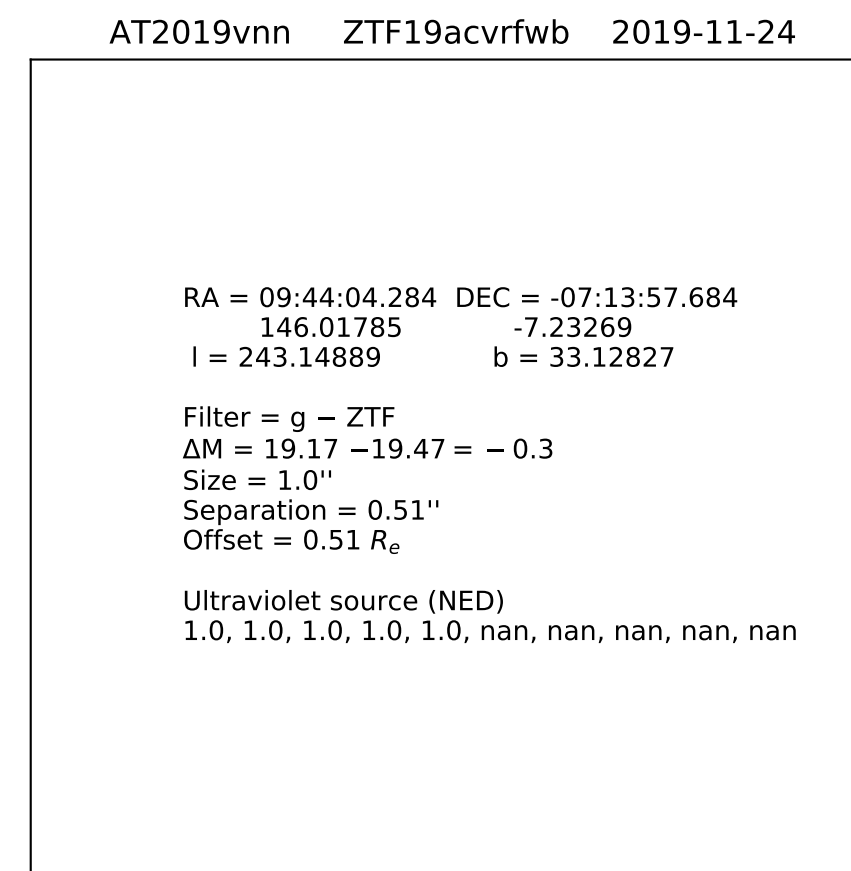 AT2019vnn ZTF19acvrfwb 2019-11-24
RA = 09:44:04.284 DEC = -07:13:57.684
146.01785 -7.23269
l = 243.14889 b = 33.12827
Filter = g − ZTF
ΔM = 19.17 −19.47 = − 0.3
Size = 1.0''
Separation = 0.51''
Offset = 0.51 Re
Ultraviolet source (NED)
1.0, 1.0, 1.0, 1.0, 1.0, nan, nan, nan, nan, nan